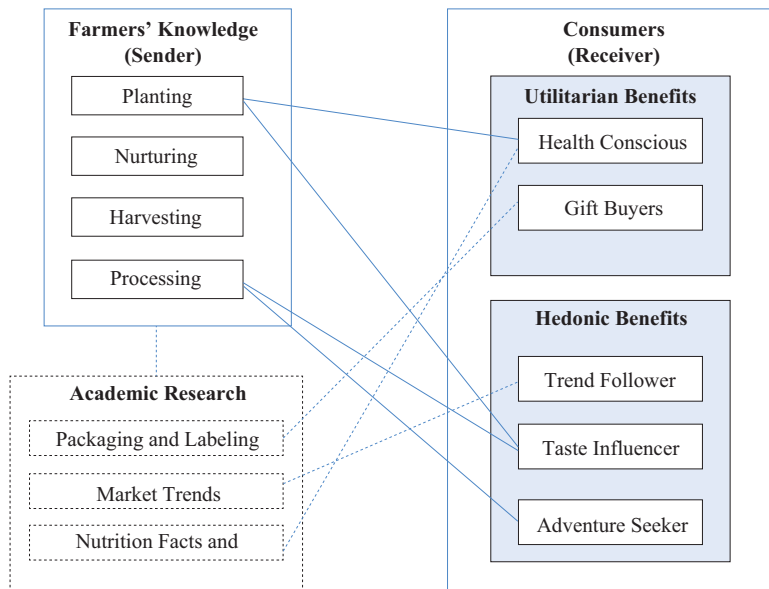 Farmers’ Knowledge
(Sender)
Planting
Nurturing
Harvesting
Processing
Academic Research
Packaging and Labeling
Market Trends
Nutrition Facts and
Consumers
(Receiver)
Utilitarian Benefits
Health Conscious
Gift Buyers
Hedonic Benefits
Trend Follower
Taste Influencer
Adventure Seeker